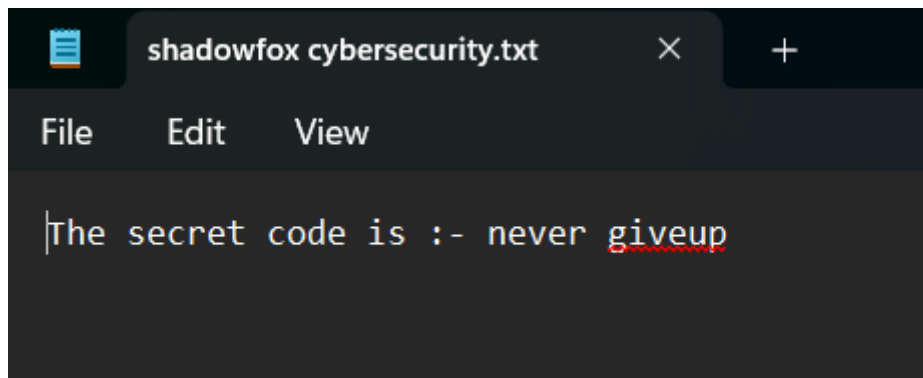 shadowfox cybersecurity.txt
File Edit View
The secret code is :- never giveup